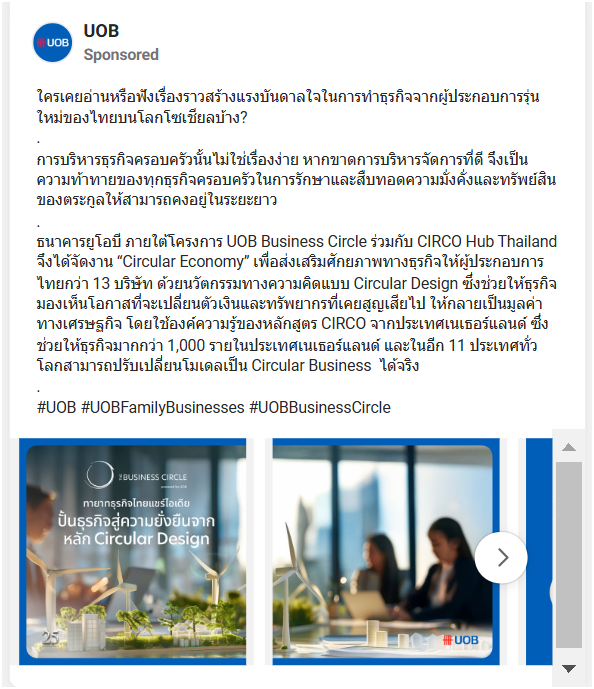 UOB
UOB
Sponsored
ใครเคยอ่านหรือฟังเรื่องราวสร้างแรงบันดาลใจในการทำธุรกิจจากผู้ประกอบการรุ่น
ใหม่ของไทยบนโลกโซเชียลบ้าง?
.
การบริหารธุรกิจครอบครัวนั้นไม่ใช่เรื่องง่าย หากขาดการบริหารจัดการที่ดี จึงเป็น
ความท้าทายของทุกธุรกิจครอบครัวในการรักษาและสืบทอดความมั่งคั่งและทรัพย์สิน
ของตระกูลให้สามารถคงอยู่ในระยะยาว
.
ธนาคารยูโอบี ภายใต้โครงการ UOB Business Circle ร่วมกับ CIRCO Hub Thailand
จึงได้จัดงาน “Circular Economy” เพื่อส่งเสริมศักยภาพทางธุรกิจให้ผู้ประกอบการ
ไทยกว่า 13 บริษัท ด้วยนวัตกรรมทางความคิดแบบ Circular Design ซึ่งช่วยให้ธุรกิจ
มองเห็นโอกาสที่จะเปลี่ยนตัวเงินและทรัพยากรที่เคยสูญเสียไป ให้กลายเป็นมูลค่า
ทางเศรษฐกิจ โดยใช้องค์ความรู้ของหลักสูตร CIRCO จากประเทศเนเธอร์แลนด์ ซึ่ง
ช่วยให้ธุรกิจมากกว่า 1,000 รายในประเทศเนเธอร์แลนด์ และในอีก 11 ประเทศทั่ว
โลกสามารถปรับเปลี่ยนโมเดลเป็น Circular Business ได้จริง
.
#UOB #UOBFamilyBusinesses #UOBBusinessCircle
THE BUSINESS CIRCLE
ทายาทธุรกิจไทยแชร์ไอเดีย
ปั้นธุรกิจสู่ความยั่งยืนจาก
หลัก Circular Design
25
UOB